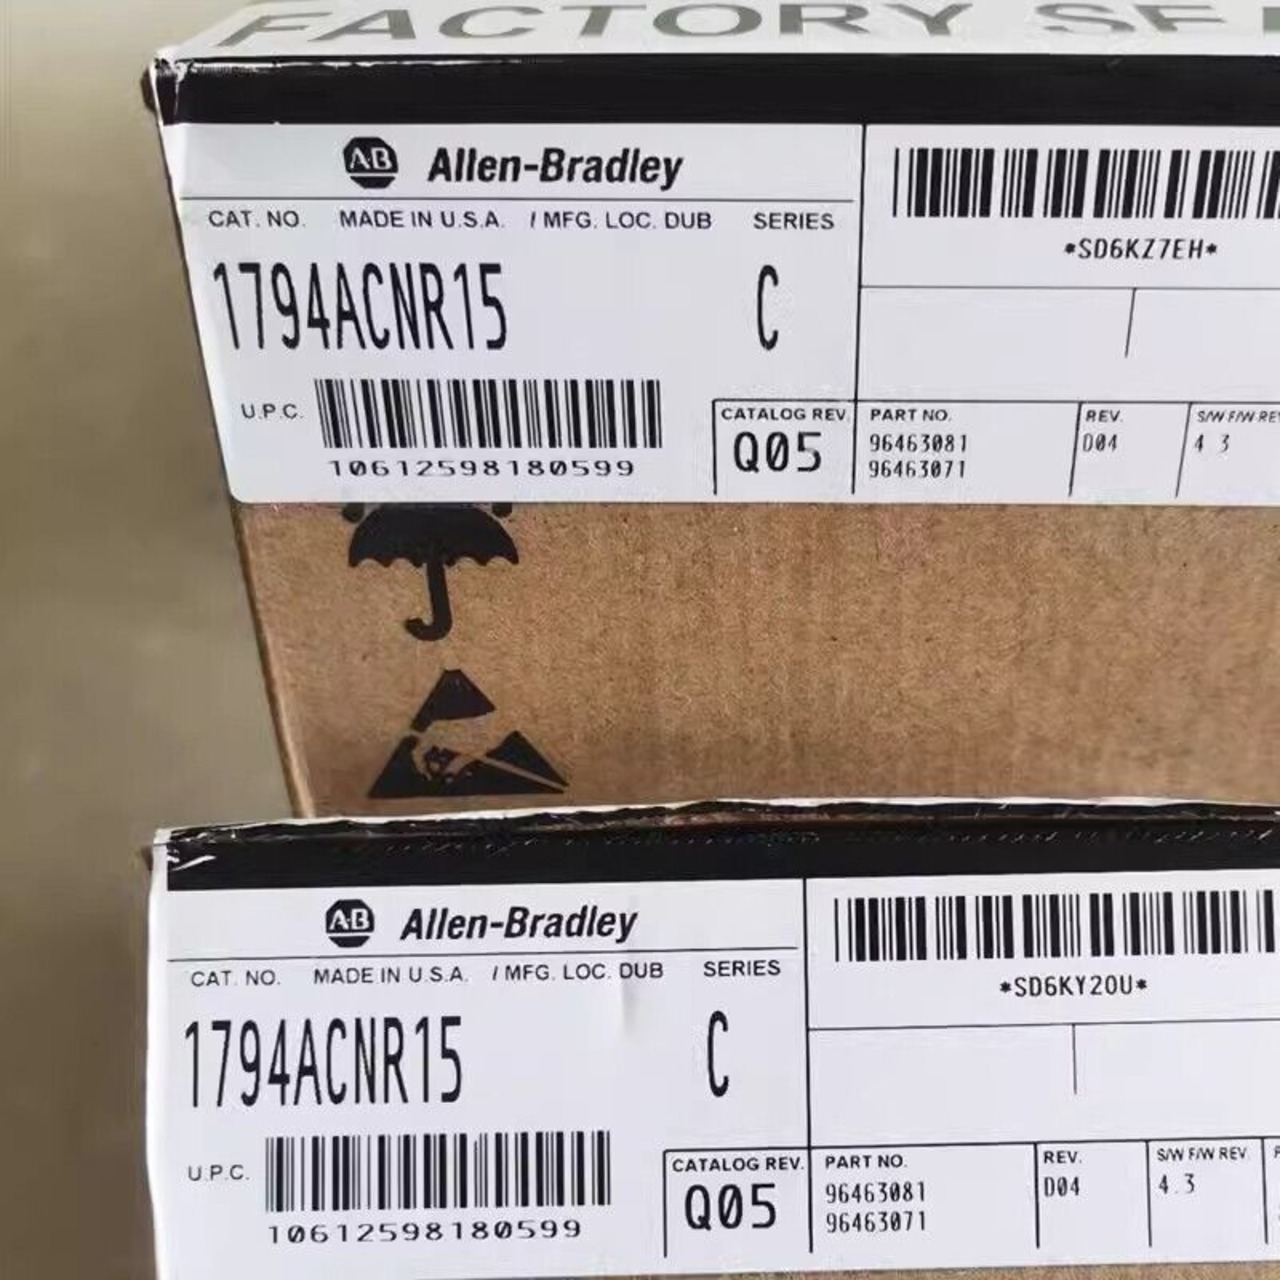 FACTORY SE
AB Allen-Bradley
CAT. NO. MADE IN U.S.A. / MFG. LOC. DUB SERIES
1794ACNR15 C
U.P.C.
10612598180599
CATALOG REV.
Q05
*SD6KZ7EH*
PART NO. REV. S/W F/W REV
96463081 D04 4 3
96463071
AB Allen-Bradley
CAT. NO. MADE IN U.S.A. / MFG. LOC. DUB SERIES
1794ACNR15 C
U.P.C.
10612598180599
CATALOG REV.
Q05
*SD6KY20U*
PART NO. REV. S/W F/W REV.
96463081 D04 4.3
96463071